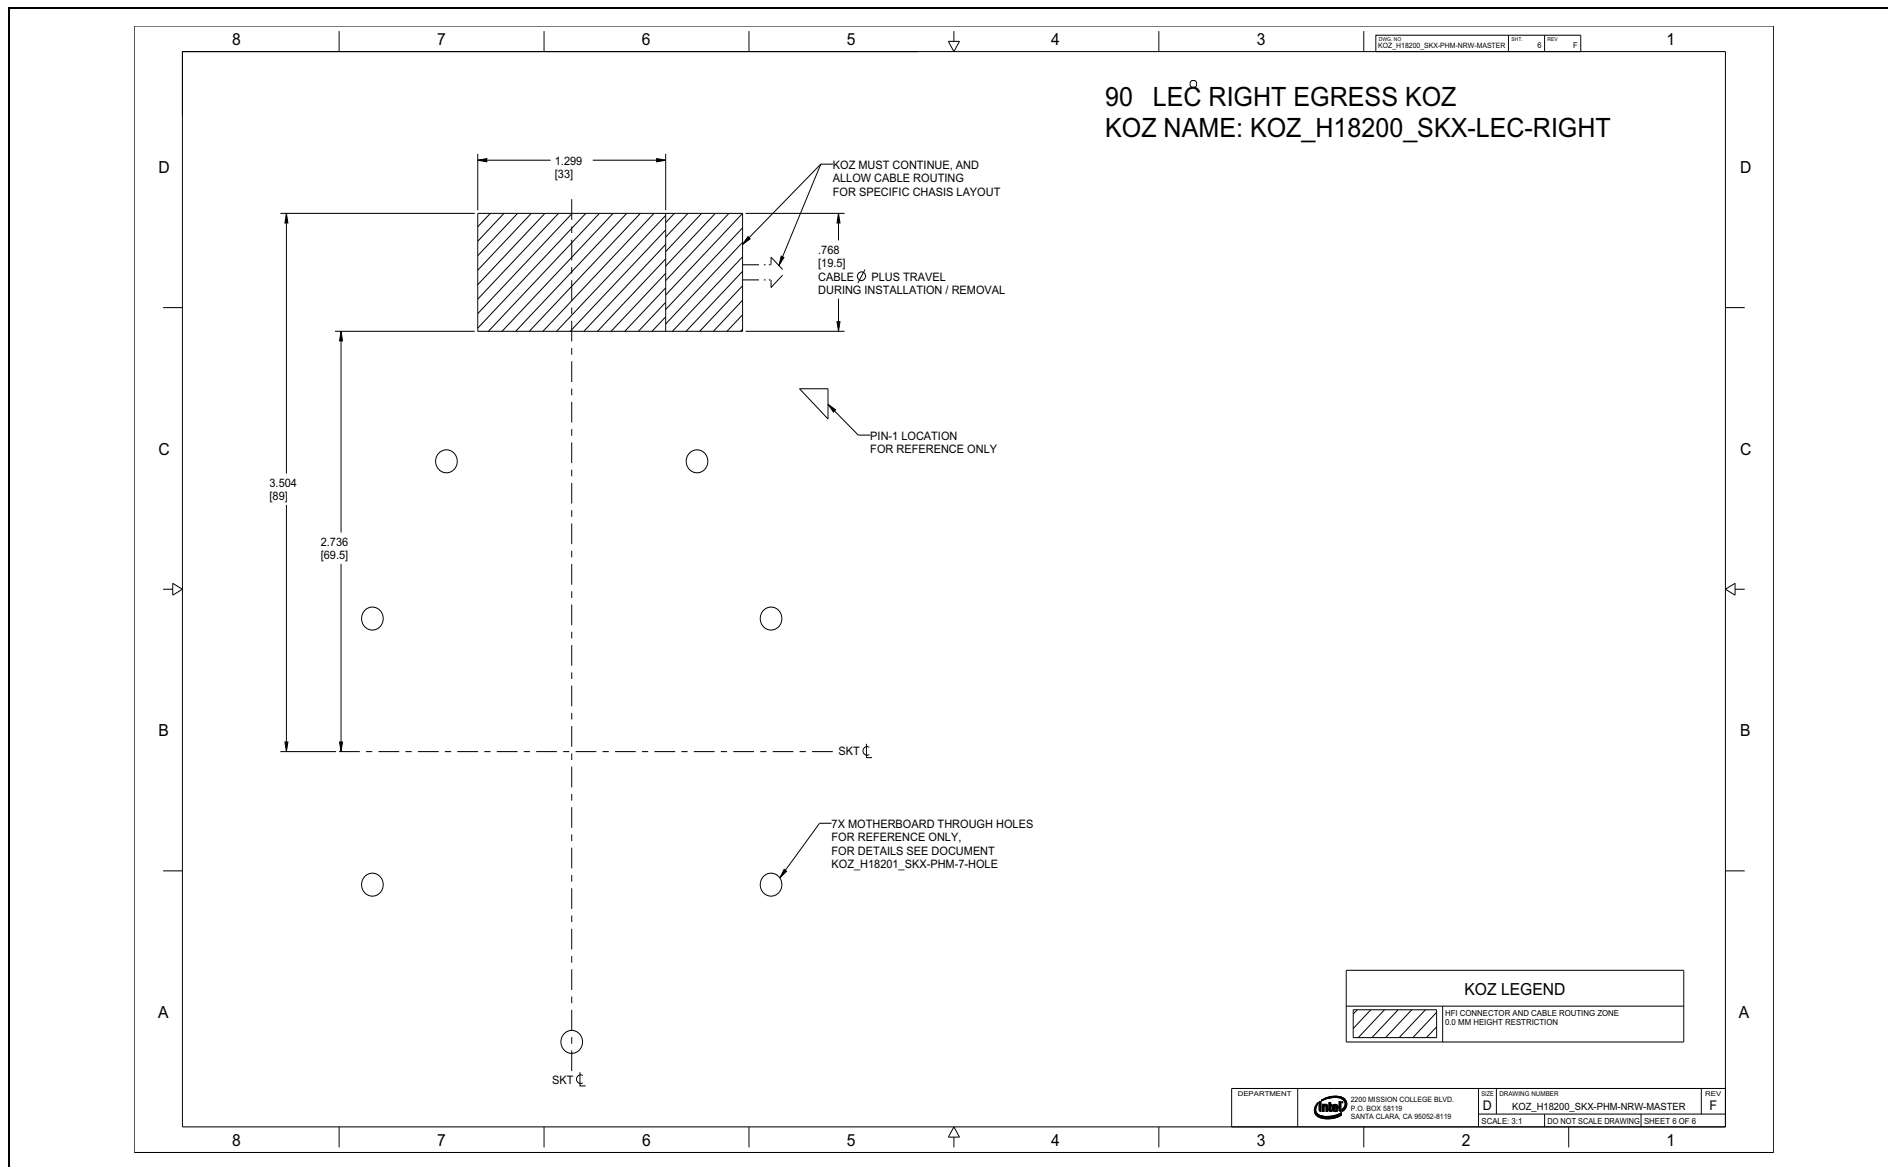 8 7 6 5 4 3 1
DWG. NO SHT. REV
KOZ_H18200_SKX-PHM-NRW-MASTER 6 F
90 LEC RIGHT EGRESS KOZ
KOZ NAME: KOZ_H18200_SKX-LEC-RIGHT
D D
1.299
[33]
KOZ MUST CONTINUE, AND
ALLOW CABLE ROUTING
FOR SPECIFIC CHASIS LAYOUT
.768
[19.5]
CABLE Ø PLUS TRAVEL
DURING INSTALLATION / REMOVAL
PIN-1 LOCATION
FOR REFERENCE ONLY
C C
3.504
[89]
2.736
[69.5]
B B
SKT ℄
7X MOTHERBOARD THROUGH HOLES
FOR REFERENCE ONLY,
FOR DETAILS SEE DOCUMENT
KOZ_H18201_SKX-PHM-7-HOLE
KOZ LEGEND
HFI CONNECTOR AND CABLE ROUTING ZONE
0.0 MM HEIGHT RESTRICTION
A A
SKT ℄
DEPARTMENT
intel
2200 MISSION COLLEGE BLVD.
P.O. BOX 58119
SANTA CLARA, CA 95052-8119
SIZE DRAWING NUMBER REV
D KOZ_H18200_SKX-PHM-NRW-MASTER F
SCALE: 3:1 DO NOT SCALE DRAWING SHEET 6 OF 6
8 7 6 5 4 3 2 1